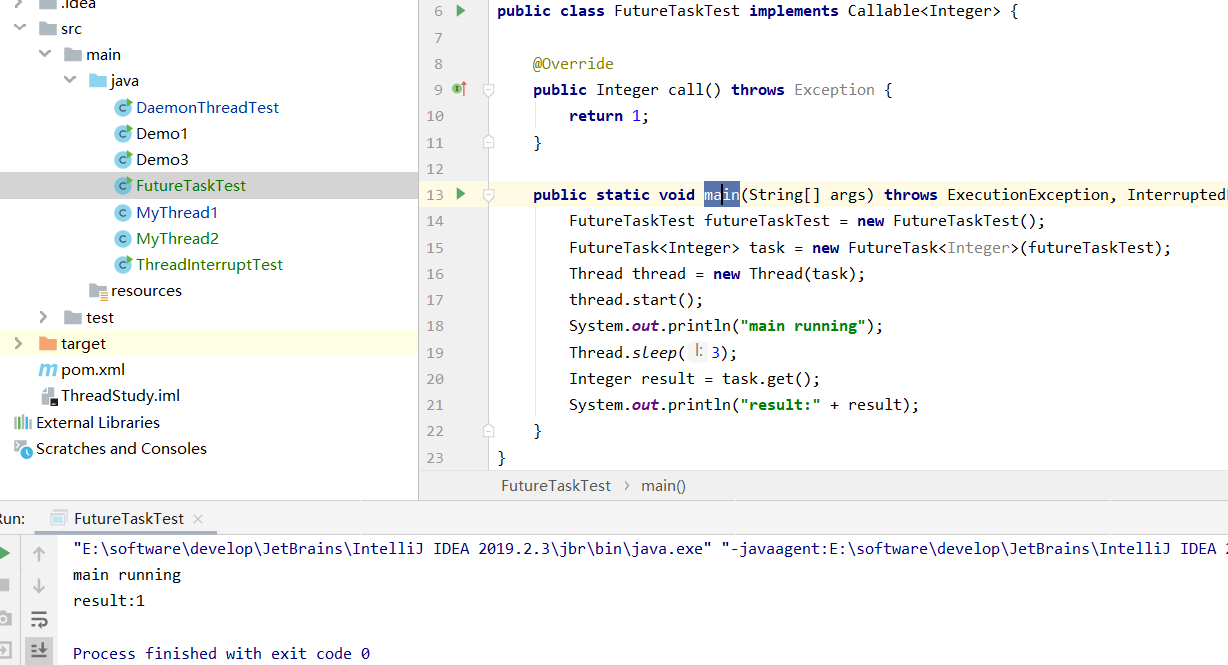 .idea
src
main
java
DaemonThreadTest
Demo1
Demo3
FutureTaskTest
MyThread1
MyThread2
ThreadInterruptTest
resources
test
target
pom.xml
ThreadStudy.iml
External Libraries
Scratches and Consoles
6 public class FutureTaskTest implements Callable<Integer> {
7
8 @Override
9 public Integer call() throws Exception {
10 return 1;
11 }
12
13 public static void main(String[] args) throws ExecutionException, Interrupted
14 FutureTaskTest futureTaskTest = new FutureTaskTest();
15 FutureTask<Integer> task = new FutureTask<Integer>(futureTaskTest);
16 Thread thread = new Thread(task);
17 thread.start();
18 System.out.println("main running");
19 Thread.sleep( l: 3);
20 Integer result = task.get();
21 System.out.println("result:" + result);
22 }
23 }
FutureTaskTest > main()
Run: FutureTaskTest
"E:\software\develop\JetBrains\IntelliJ IDEA 2019.2.3\jbr\bin\java.exe" "-javaagent:E:\software\develop\JetBrains\IntelliJ IDEA
main running
result:1
Process finished with exit code 0